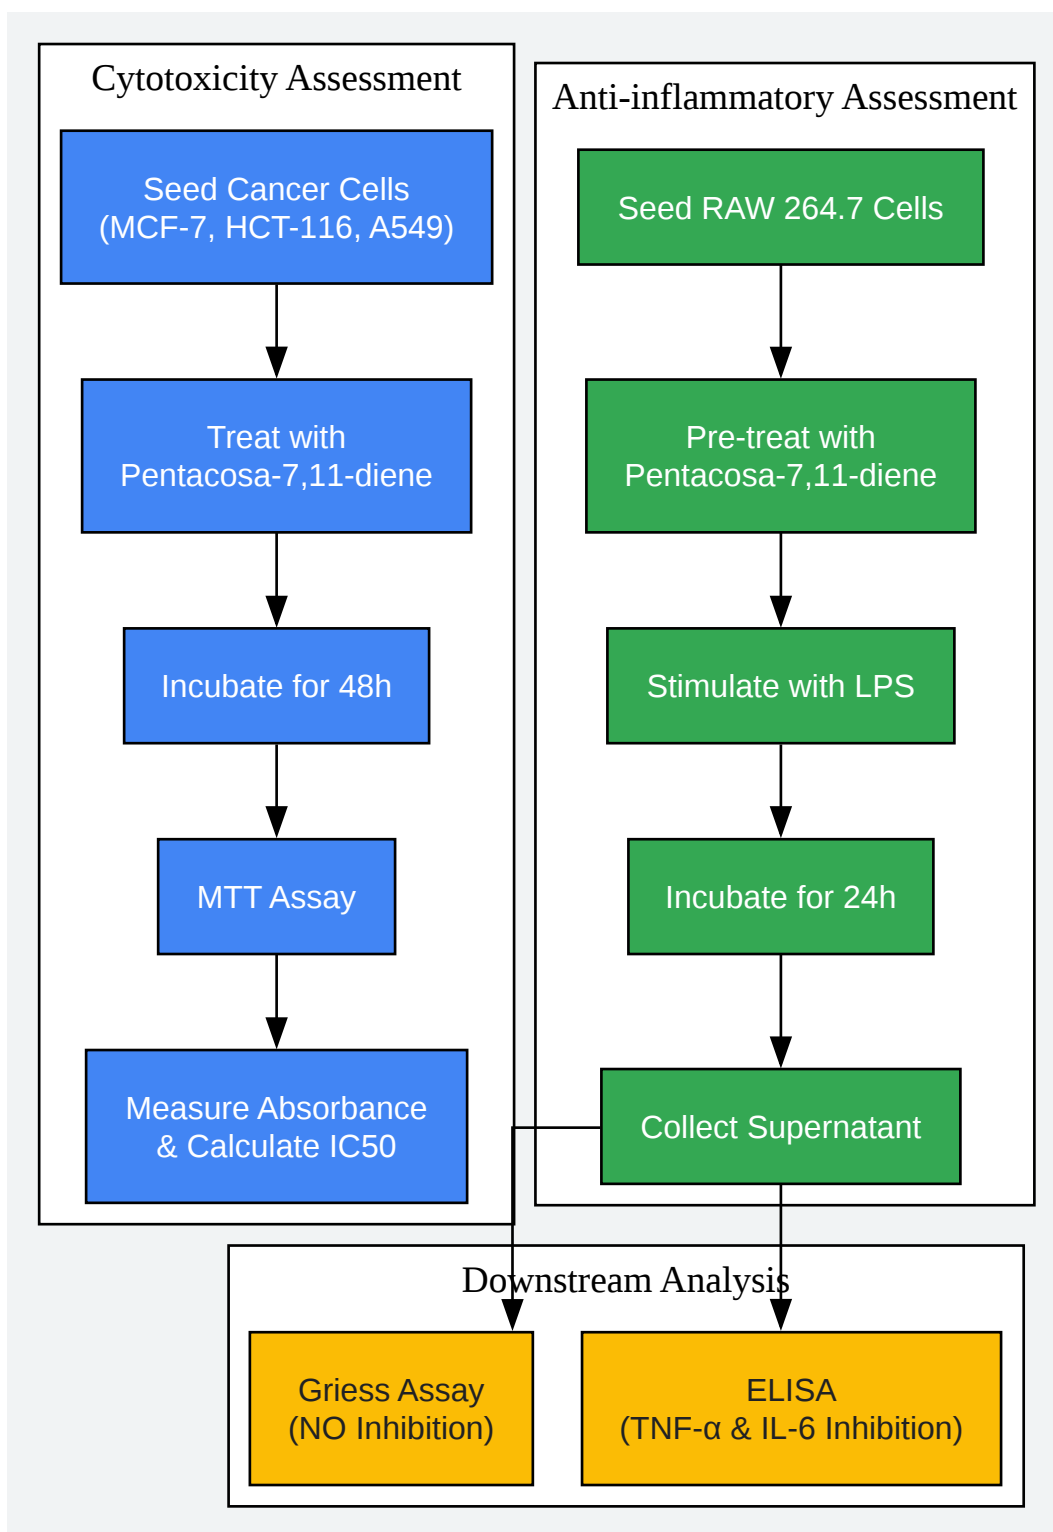 Cytotoxicity Assessment
Seed Cancer Cells
(MCF-7, HCT-116, A549)
Treat with
Pentacosa-7,11-diene
Incubate for 48h
MTT Assay
Measure Absorbance
& Calculate IC50
Anti-inflammatory Assessment
Seed RAW 264.7 Cells
Pre-treat with
Pentacosa-7,11-diene
Stimulate with LPS
Incubate for 24h
Collect Supernatant
Downstream Analysis
Griess Assay
(NO Inhibition)
ELISA
(TNF-α & IL-6 Inhibition)